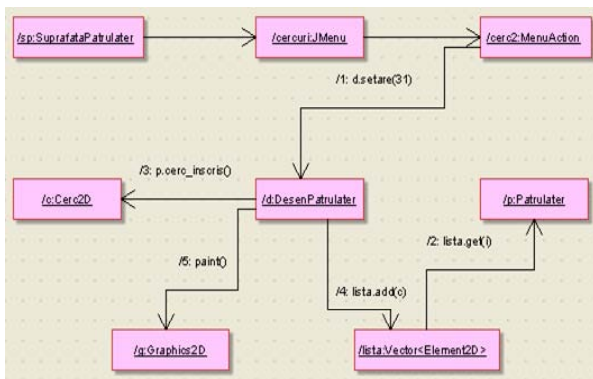 /sp:SuprafataPatrulater
/cercuri:JMenu
/cerc2:MenuAction
/1: d.setare(31)
/3: p.cerc_inscris()
/c:Cerc2D
/d:DesenPatrulater
/p:Patrulater
/2: lista.get(i)
/5: paint()
/4: lista.add(c)
/g:Graphics2D
/lista:Vector<Element2D>